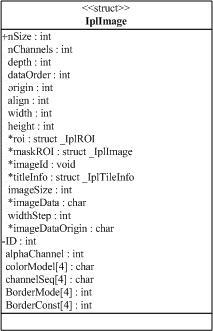 <<struct>>
IplImage
+nSize : int
nChannels : int
depth : int
dataOrder : int
origin : int
align : int
width : int
height : int
*roi : struct _IplROI
*maskROI : struct _IplImage
*imageId : void
*titleInfo : struct _IplTileInfo
imageSize : int
*imageData : char
widthStep : int
*imageDataOrigin : char
-ID : int
alphaChannel : int
colorModel[4] : char
channelSeq[4] : char
BorderMode[4] : int
BorderConst[4] : int